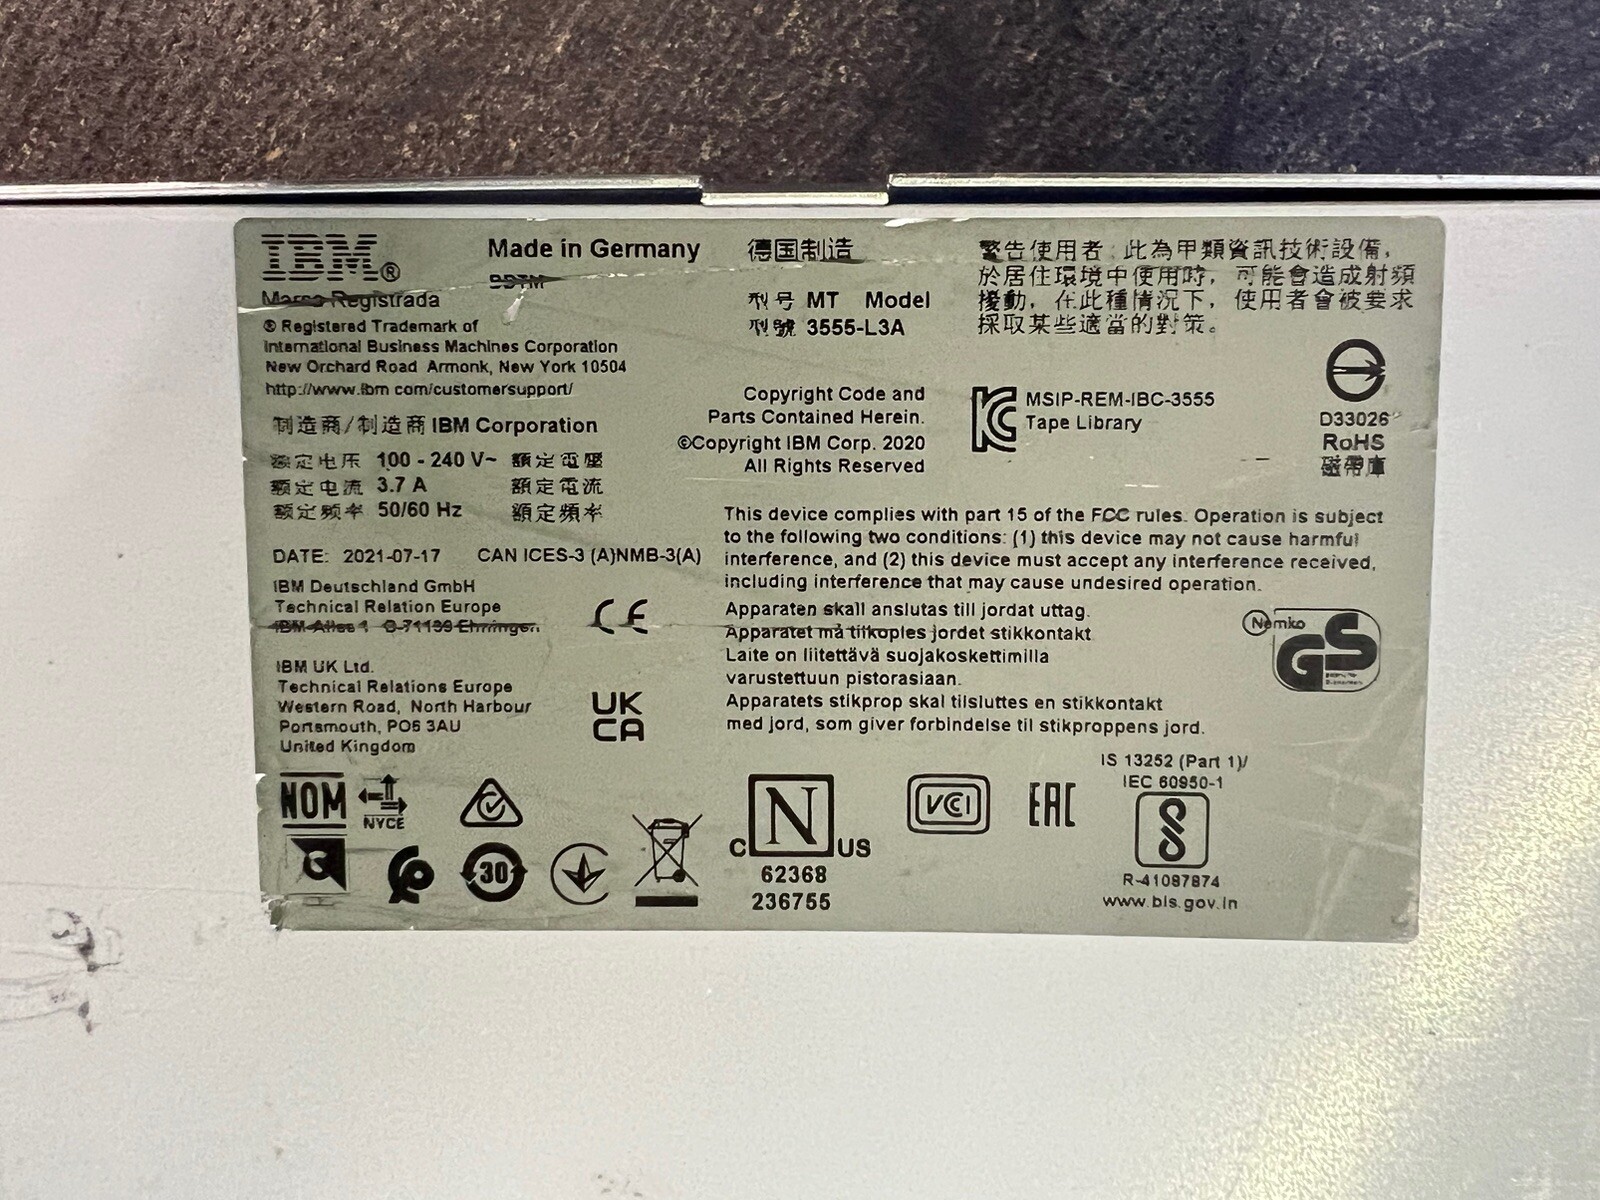 IBM®
Marca Registrada
® Registered Trademark of
International Business Machines Corporation
New Orchard Road Armonk, New York 10504
http://www.ibm com/customersupport/
制造商/制造商 IBM Corporation
额定电压 100 - 240 V~ 額定電壓
额定电流 3.7 A 額定電流
额定频率 50/60 Hz 額定頻率
DATE: 2021-07-17 CAN ICES-3 (A)NMB-3(A)
IBM Deutschland GmbH
Technical Relation Europe
IBM-Allee 1 D-71139 Ehningen
CE
IBM UK Ltd.
Technical Relations Europe
Western Road, North Harbour
Portsmouth, PO6 3AU
United Kingdom
UK
CA
Made in Germany
BDTM
德国制造
型号 MT Model
型號 3555-L3A
Copyright Code and
Parts Contained Herein.
©Copyright IBM Corp. 2020
All Rights Reserved
警告使用者:此為甲類資訊技術設備,
於居住環境中使用時,可能會造成射頻
擾動,在此種情況下,使用者會被要求
採取某些適當的對策。
MSIP-REM-IBC-3555
Tape Library
D33026
RoHS
磁帶庫
This device complies with part 15 of the FCC rules. Operation is subject
to the following two conditions: (1) this device may not cause harmful
interference, and (2) this device must accept any interference received,
including interference that may cause undesired operation.
Apparaten skall anslutas till jordat uttag.
Apparatet må tilkoples jordet stikkontakt
Laite on liitettävä suojakoskettimilla
varustettuun pistorasiaan.
Apparatets stikprop skal tilsluttes en stikkontakt
med jord, som giver forbindelse til stikproppens jord.
Nemko
GS
NOM
NYCE
30
N
C US
62368
236755
VCI
EAC
IS 13252 (Part 1)/
IEC 60950-1
R-41087874
www.bis.gov.in